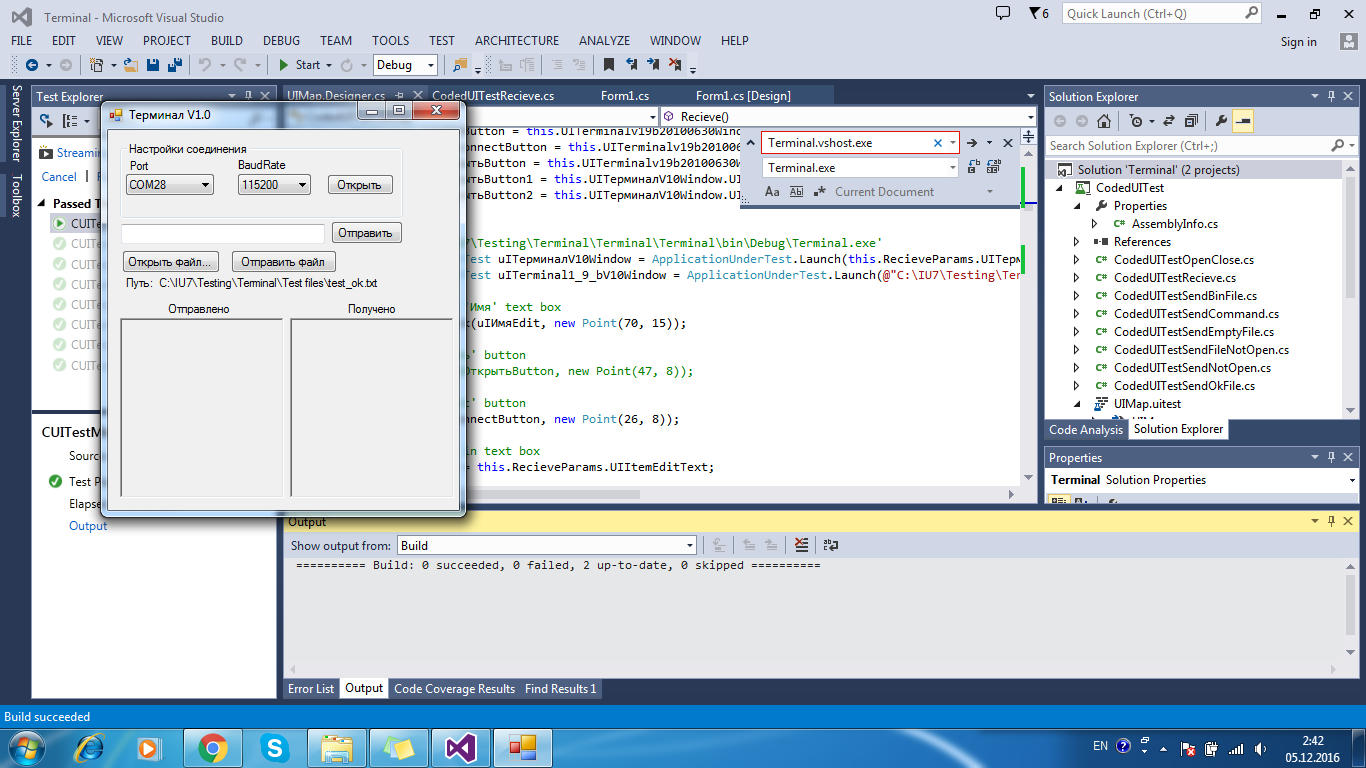 Terminal - Microsoft Visual Studio
6
Quick Launch (Ctrl+Q)
FILE EDIT VIEW PROJECT BUILD DEBUG TEAM TOOLS TEST ARCHITECTURE ANALYZE WINDOW HELP
Sign in
Start Debug
Server Explorer
Toolbox
Test Explorer
Streamin
Cancel
Passed T
CUITe
CUITe
CUITe
CUITe
CUITe
CUITe
CUITe
CUITe
CUITestM
Sourc
Test P
Elapse
Output
Терминал V1.0
Настройки соединения
Port BaudRate
COM28 115200 Открыть
Отправить
Открыть файл... Отправить файл
Путь: C:\IU7\Testing\Terminal\Test files\test_ok.txt
Отправлено Получено
UIMap.Designer.cs CodedUITestRecieve.cs Form1.cs Form1.cs [Design]
Recieve()
Button = this.UITerminalv19b20100630Wind
nnectButton = this.UITerminalv19b201006
рытьButton = this.UITerminalv19b20100630W
рытьButton1 = this.UIТерминалV10Window.UI
рытьButton2 = this.UIТерминалV10Window.UI
Terminal.vshost.exe
Terminal.exe
Aa Ab Current Document
7\Testing\Terminal\Terminal\Terminal\bin\Debug\Terminal.exe'
Test uIТерминалV10Window = ApplicationUnderTest.Launch(this.RecieveParams.UIТерм
Test uITerminal1_9_bV10Window = ApplicationUnderTest.Launch(@"C:\IU7\Testing\Ter
'Имя' text box
k(uIИмяEdit, new Point(70, 15));
ь' button
ОткрытьButton, new Point(47, 8));
t' button
nnectButton, new Point(26, 8));
in text box
= this.RecieveParams.UIItemEditText;
Solution Explorer
Search Solution Explorer (Ctrl+;)
Solution 'Terminal' (2 projects)
CodedUITest
Properties
AssemblyInfo.cs
References
CodedUITestOpenClose.cs
CodedUITestRecieve.cs
CodedUITestSendBinFile.cs
CodedUITestSendCommand.cs
CodedUITestSendEmptyFile.cs
CodedUITestSendFileNotOpen.cs
CodedUITestSendNotOpen.cs
CodedUITestSendOkFile.cs
UIMap.uitest
Code Analysis Solution Explorer
Properties
Terminal Solution Properties
Output
Show output from: Build
========== Build: 0 succeeded, 0 failed, 2 up-to-date, 0 skipped ==========
Error List Output Code Coverage Results Find Results 1
Build succeeded
EN
2:42
05.12.2016